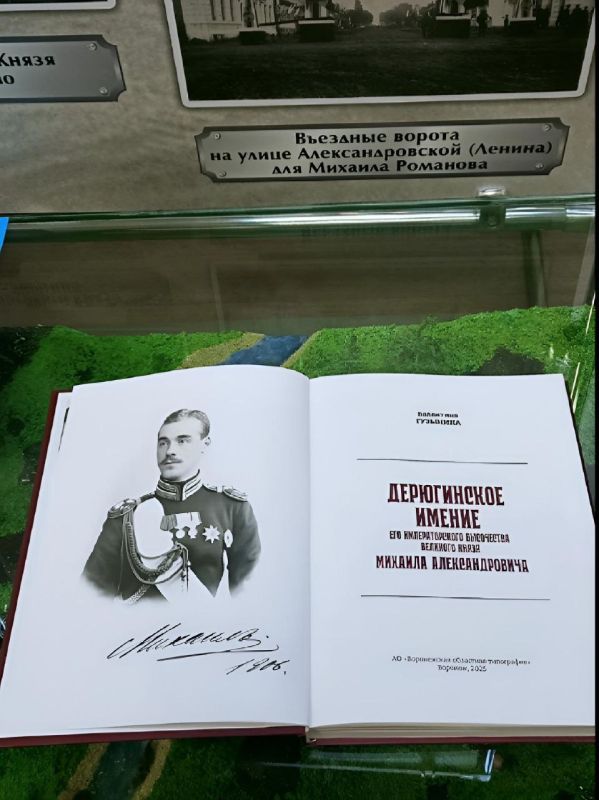 Князя
Въездные ворота
на улице Александровской (Ленина)
для Михаила Романова
ВАЛЕНТИНА
ГУЗЬВИНА
ДЕРЮГИНСКОЕ
ИМЕНИЕ
ЕГО ИМПЕРАТОРСКОГО ВЫСОЧЕСТВА
ВЕЛИКОГО КНЯЗЯ
МИХАИЛА АЛЕКСАНДРОВИЧА
Михаилъ.
1906.
АО «Воронежская областная типография»
Воронеж, 2025